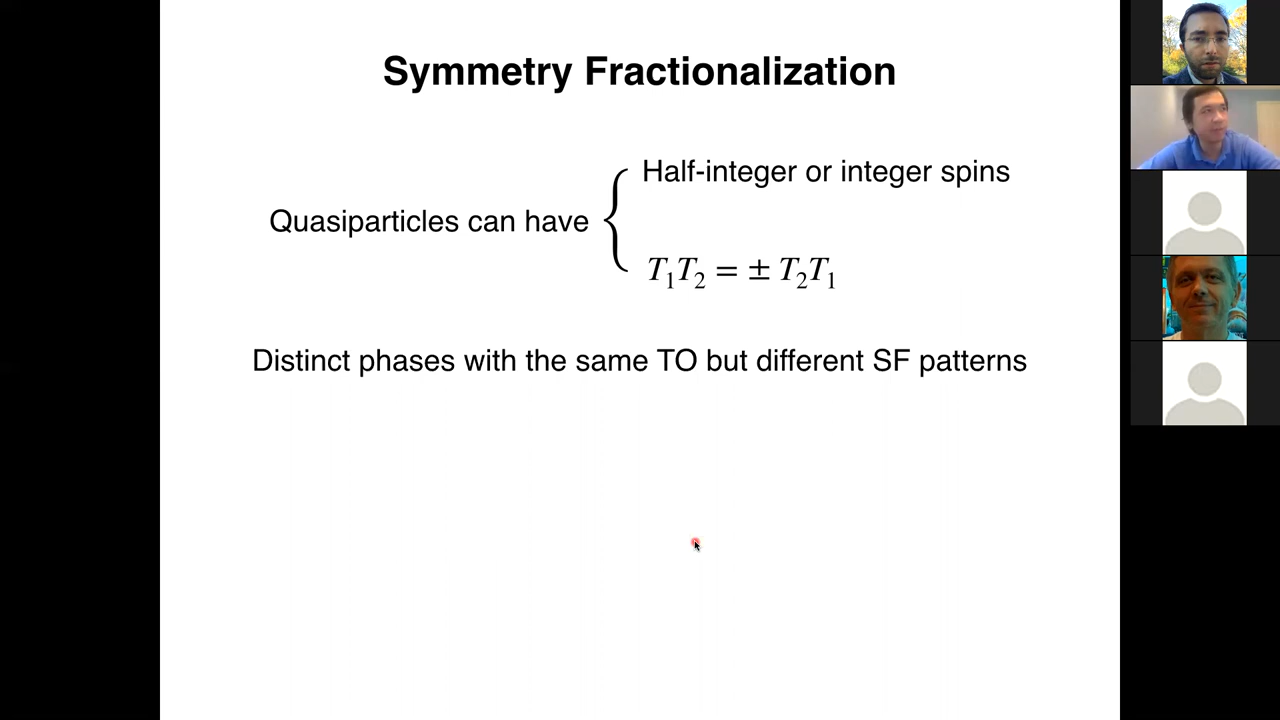 Symmetry Fractionalization
Half-integer or integer spins
Quasiparticles can have
T₁T₂ = ± T₂T₁
Distinct phases with the same TO but different SF patterns